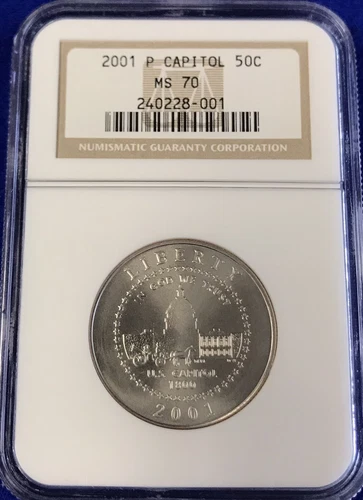 2001 P CAPITOL 50C
MS 70
240228-001
NUMISMATIC GUARANTY CORPORATION
LIBERTY
IN GOD WE TRUST
U.S. CAPITOL
1800
2001